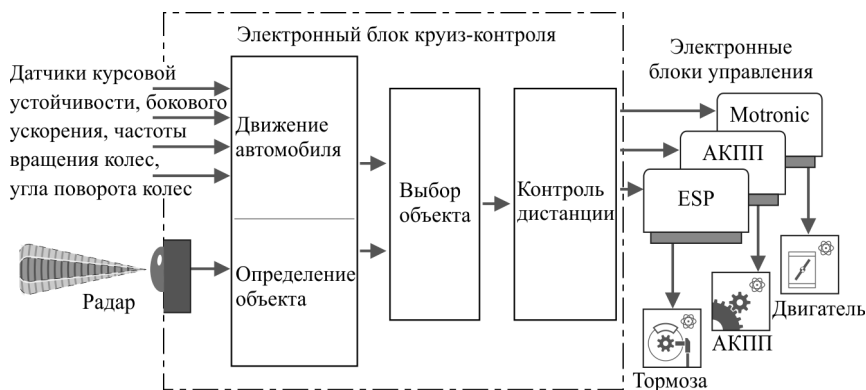 Электронный блок круиз-контроля
Датчики курсовой
устойчивости, бокового
ускорения, частоты
вращения колес,
угла поворота колес
Радар
Движение
автомобиля
Определение
объекта
Выбор
объекта
Контроль
дистанции
Электронные
блоки управления
Motronic
АКПП
ESP
Двигатель
АКПП
Тормоза